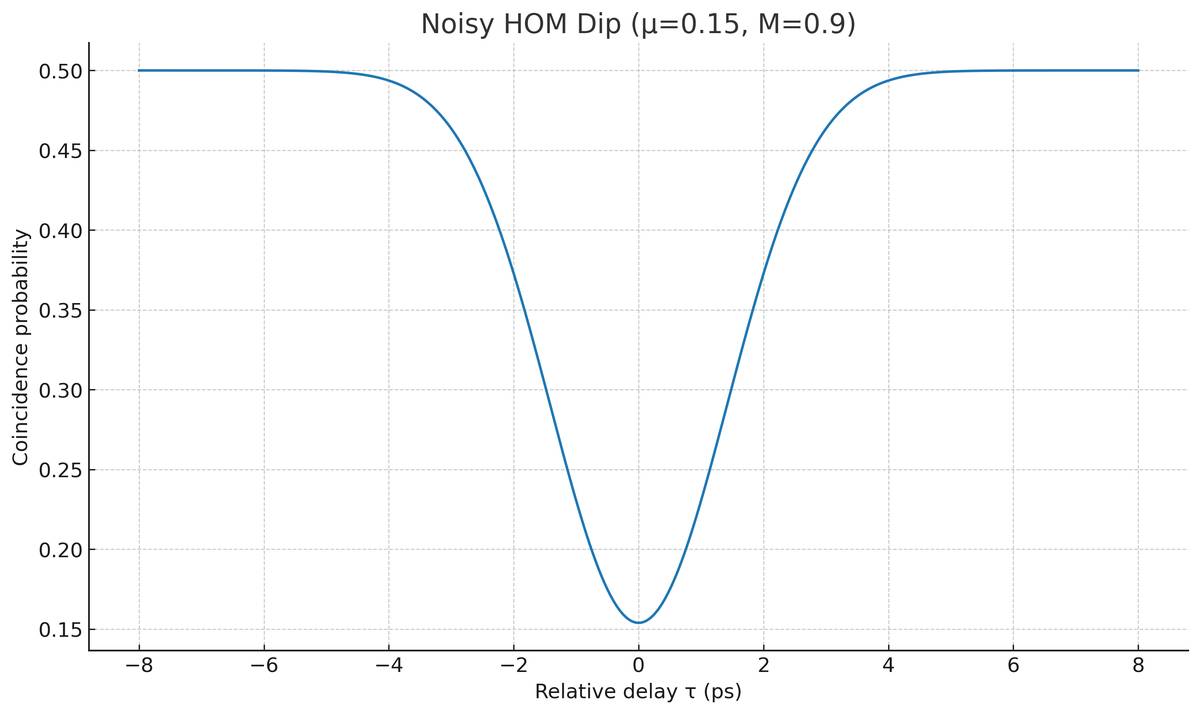 Noisy HOM Dip (μ=0.15, M=0.9)
Coincidence probability
0.50
0.45
0.40
0.35
0.30
0.25
0.20
0.15
−8 −6 −4 −2 0 2 4 6 8
Relative delay τ (ps)